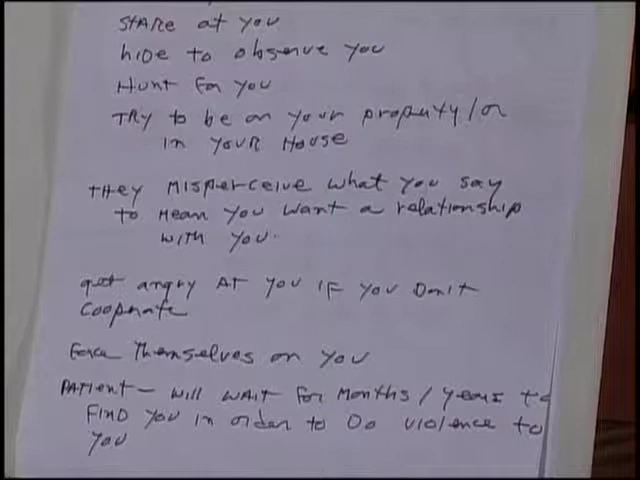 STARE at you
hide to observe you
Hunt for you
TRY to be on your property/or
in YOUR House
THEY Misperceive what you say
to mean you want a relationship
with you.
get angry AT you IF you Don't
cooperate
Force Themselves on you
PATIENT - will WAIT for Months/years to
FIND you in order to Do violence to
you